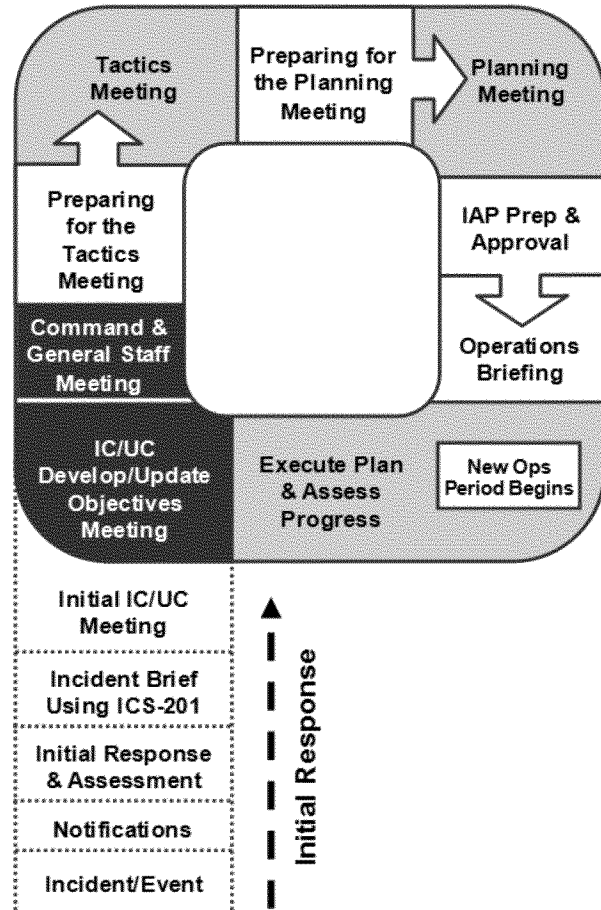 Tactics
Meeting
Preparing for
the Planning
Meeting
Planning
Meeting
Preparing
for the
Tactics
Meeting
IAP Prep &
Approval
Command &
General Staff
Meeting
Operations
Briefing
IC/UC
Develop/Update
Objectives
Meeting
Execute Plan
& Assess
Progress
New Ops
Period Begins
Initial IC/UC
Meeting
Incident Brief
Using ICS-201
Initial Response
& Assessment
Notifications
Incident/Event
Initial Response